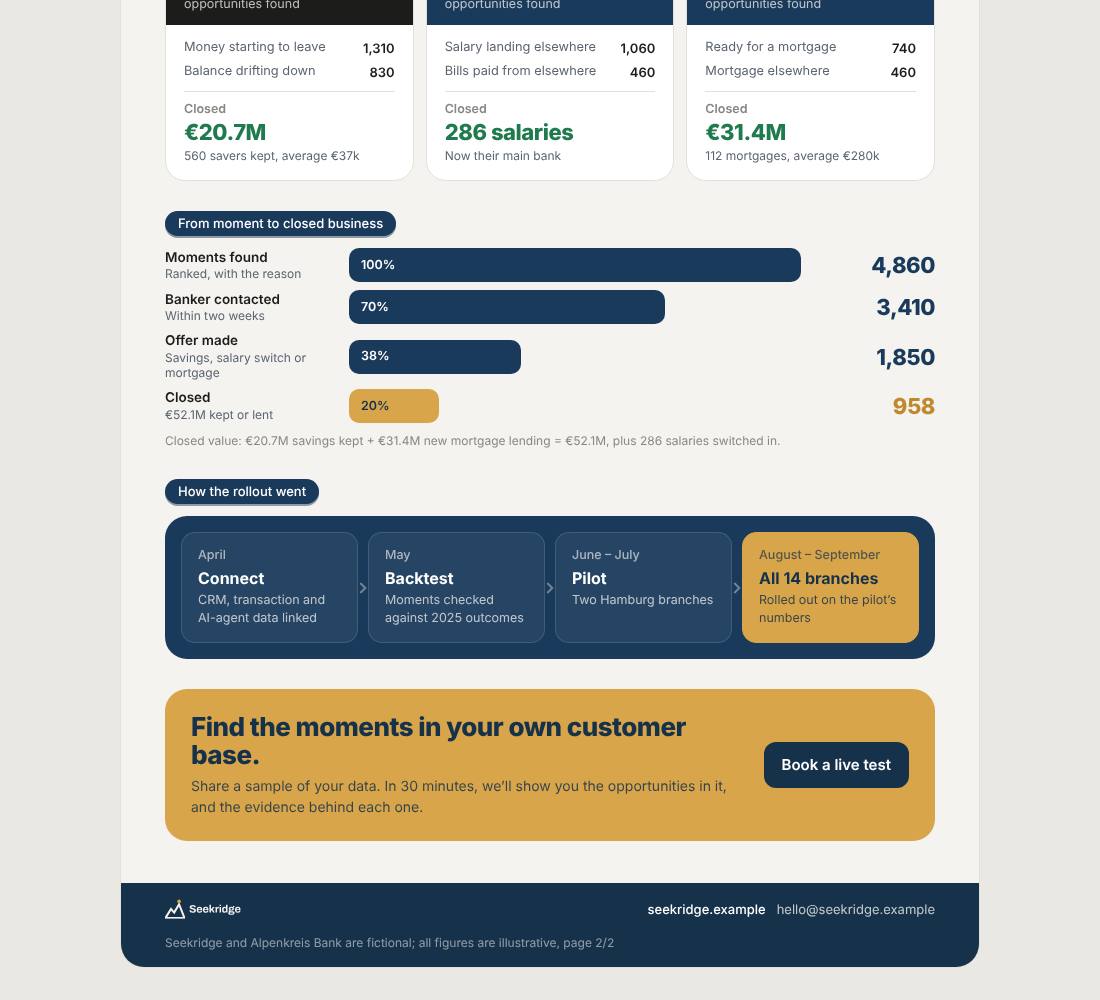 opportunities found
Money starting to leave 1,310
Balance drifting down 830
Closed
€20.7M
560 savers kept, average €37k
opportunities found
Salary landing elsewhere 1,060
Bills paid from elsewhere 460
Closed
286 salaries
Now their main bank
opportunities found
Ready for a mortgage 740
Mortgage elsewhere 460
Closed
€31.4M
112 mortgages, average €280k
From moment to closed business
Moments found
Ranked, with the reason
100%
4,860
Banker contacted
Within two weeks
70%
3,410
Offer made
Savings, salary switch or
mortgage
38%
1,850
Closed
€52.1M kept or lent
20%
958
Closed value: €20.7M savings kept + €31.4M new mortgage lending = €52.1M, plus 286 salaries switched in.
How the rollout went
April
Connect
CRM, transaction and
AI-agent data linked
May
Backtest
Moments checked
against 2025 outcomes
June – July
Pilot
Two Hamburg branches
August – September
All 14 branches
Rolled out on the pilot’s
numbers
Find the moments in your own customer
base.
Share a sample of your data. In 30 minutes, we’ll show you the opportunities in it,
and the evidence behind each one.
Book a live test
Seekridge
seekridge.example hello@seekridge.example
Seekridge and Alpenkreis Bank are fictional; all figures are illustrative, page 2/2